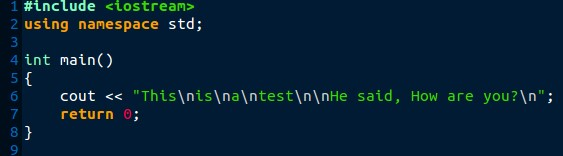 1 #include <iostream>
2 using namespace std;
3
4 int main()
5 {
6     cout << "This\nis\na\ntest\n\nHe said, How are you?\n";
7     return 0;
8 }
9